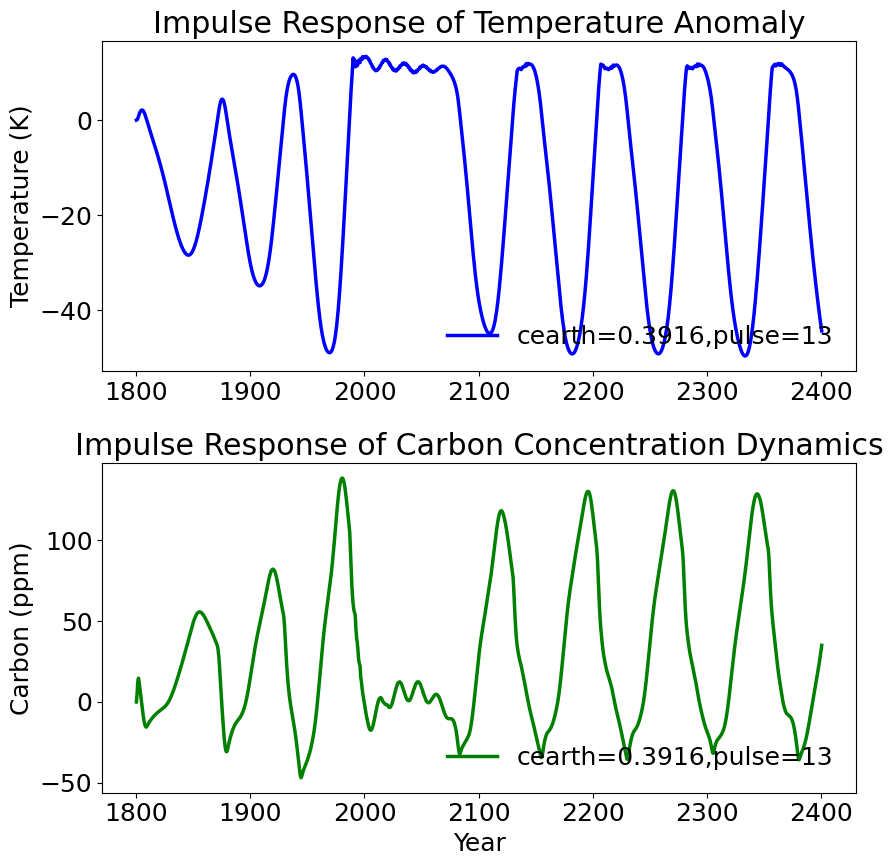 Impulse Response of Temperature Anomaly
Temperature (K)
0
−20
−40
cearth=0.3916,pulse=13
1800 1900 2000 2100 2200 2300 2400
Impulse Response of Carbon Concentration Dynamics
Carbon (ppm)
100
50
0
−50
cearth=0.3916,pulse=13
1800 1900 2000 2100 2200 2300 2400
Year